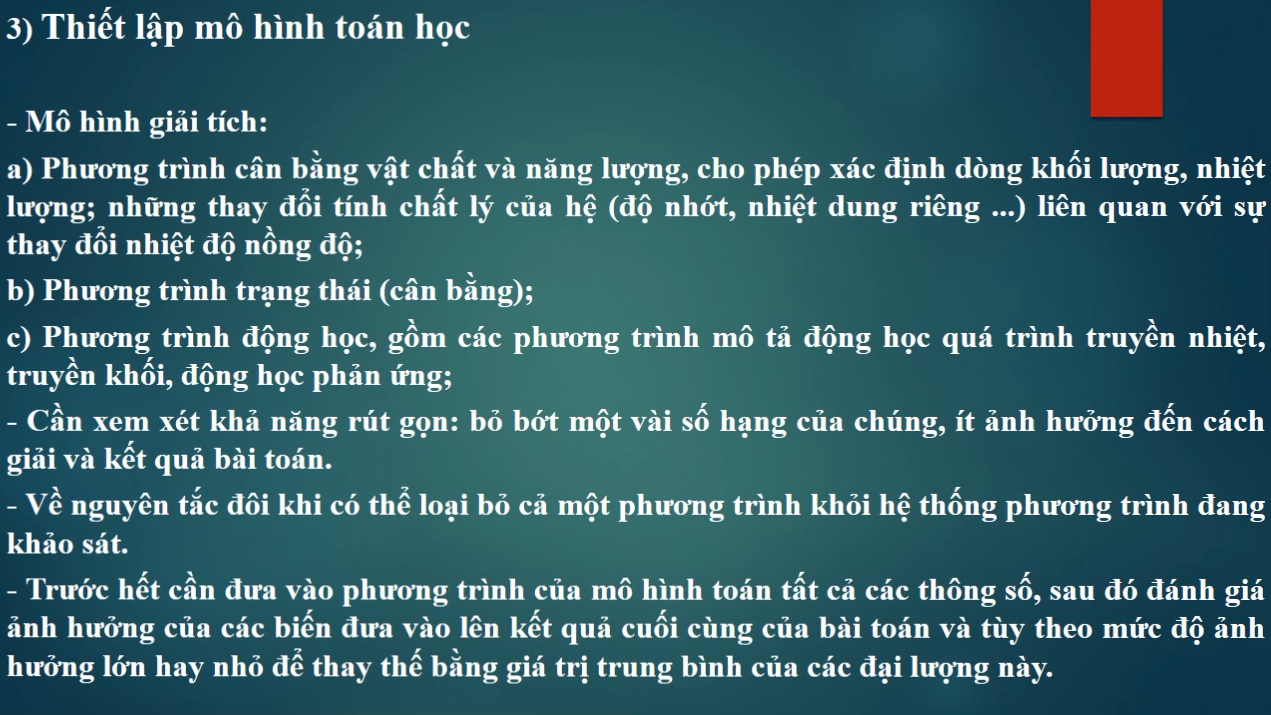 3) Thiết lập mô hình toán học
- Mô hình giải tích:
a) Phương trình cân bằng vật chất và năng lượng, cho phép xác định dòng khối lượng, nhiệt
lượng; những thay đổi tính chất lý của hệ (độ nhớt, nhiệt dung riêng ...) liên quan với sự
thay đổi nhiệt độ nồng độ;
b) Phương trình trạng thái (cân bằng);
c) Phương trình động học, gồm các phương trình mô tả động học quá trình truyền nhiệt,
truyền khối, động học phản ứng;
- Cần xem xét khả năng rút gọn: bỏ bớt một vài số hạng của chúng, ít ảnh hưởng đến cách
giải và kết quả bài toán.
- Về nguyên tắc đôi khi có thể loại bỏ cả một phương trình khỏi hệ thống phương trình đang
khảo sát.
- Trước hết cần đưa vào phương trình của mô hình toán tất cả các thông số, sau đó đánh giá
ảnh hưởng của các biến đưa vào lên kết quả cuối cùng của bài toán và tùy theo mức độ ảnh
hưởng lớn hay nhỏ để thay thế bằng giá trị trung bình của các đại lượng này.